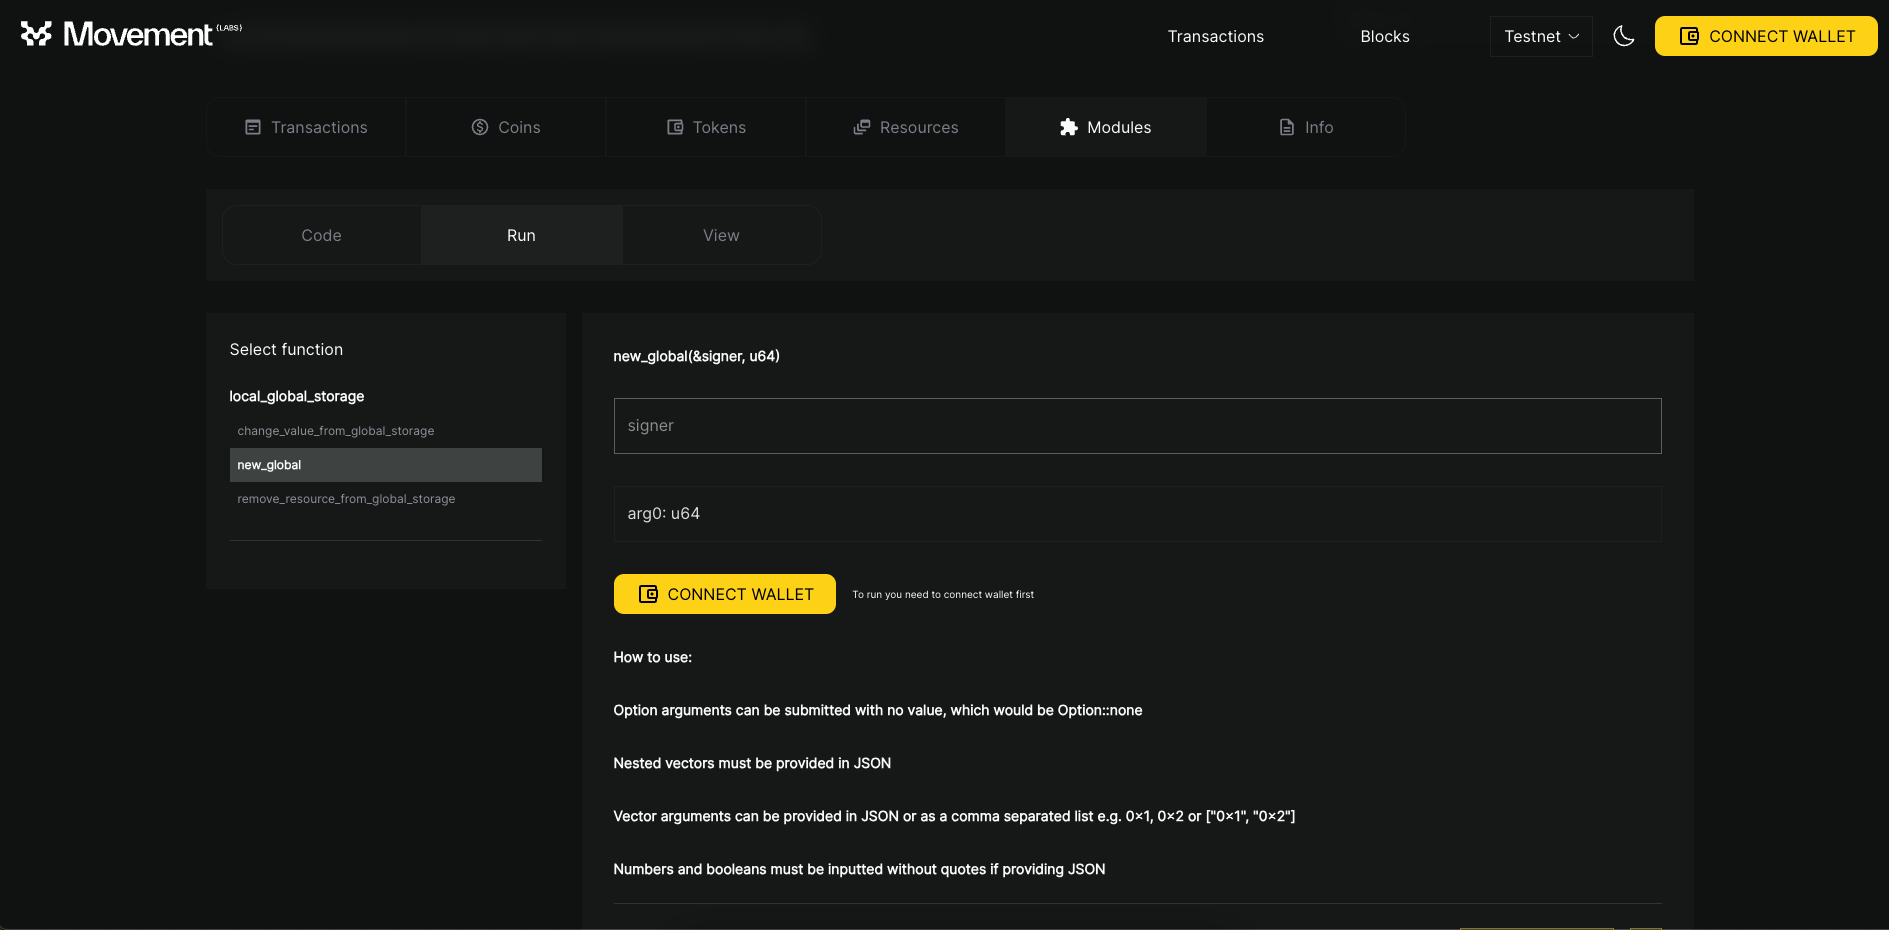 Movement {LABS}
Transactions
Blocks
Testnet
CONNECT WALLET
Transactions
Coins
Tokens
Resources
Modules
Info
Code
Run
View
Select function
local_global_storage
change_value_from_global_storage
new_global
remove_resource_from_global_storage
new_global(&signer, u64)
signer
arg0: u64
CONNECT WALLET
To run you need to connect wallet first
How to use:
Option arguments can be submitted with no value, which would be Option::none
Nested vectors must be provided in JSON
Vector arguments can be provided in JSON or as a comma separated list e.g. 0x1, 0x2 or ["0x1", "0x2"]
Numbers and booleans must be inputted without quotes if providing JSON